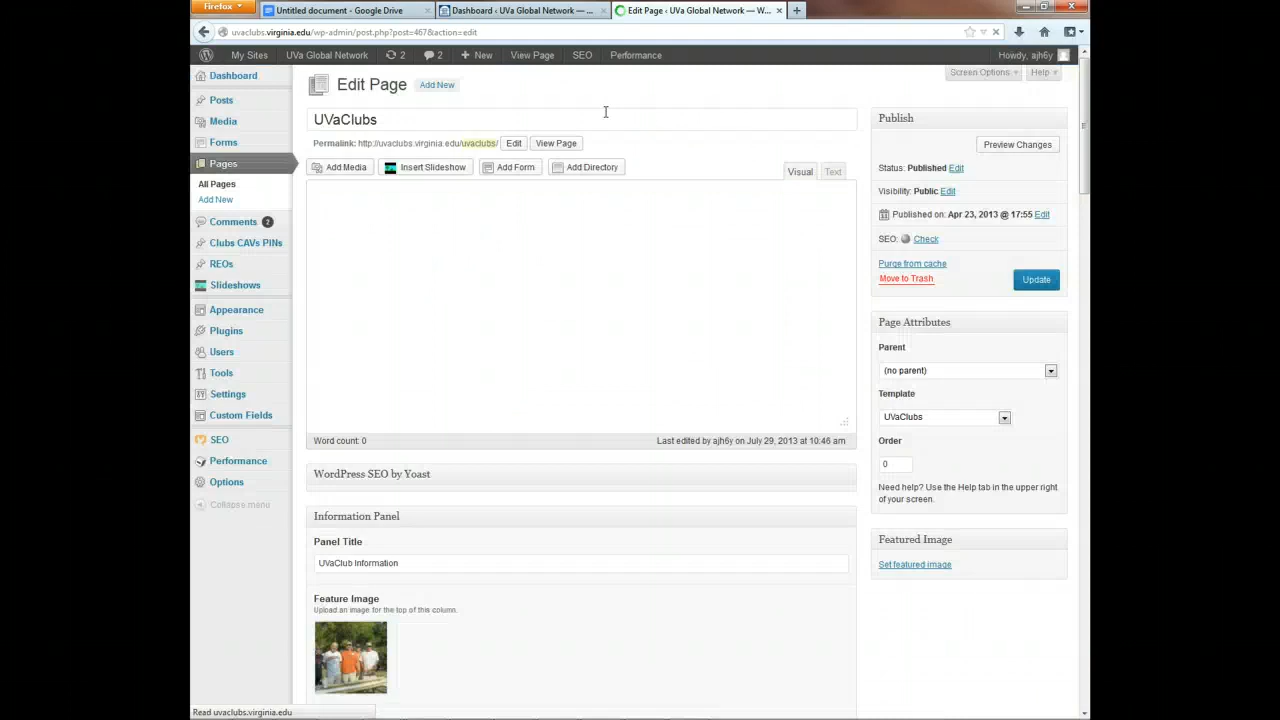 Firefox
Untitled document - Google Drive
Dashboard ‹ UVa Global Network —...
Edit Page ‹ UVa Global Network — W...
uvaclubs.virginia.edu/wp-admin/post.php?post=467&action=edit
My Sites UVa Global Network 2 2 + New View Page SEO Performance Howdy, ajh6y
Screen Options Help
Dashboard
Posts
Media
Forms
Pages
All Pages
Add New
Comments 2
Clubs CAVs PINs
REOs
Slideshows
Appearance
Plugins
Users
Tools
Settings
Custom Fields
SEO
Performance
Options
Collapse menu
Edit Page Add New
UVaClubs
Permalink: http://uvaclubs.virginia.edu/uvaclubs/ Edit View Page
Add Media Insert Slideshow Add Form Add Directory Visual Text
Word count: 0 Last edited by ajh6y on July 29, 2013 at 10:46 am
WordPress SEO by Yoast
Information Panel
Panel Title
UVaClub Information
Feature Image
Upload an image for the top of this column.
Publish
Preview Changes
Status: Published Edit
Visibility: Public Edit
Published on: Apr 23, 2013 @ 17:55 Edit
SEO: Check
Purge from cache
Move to Trash
Update
Page Attributes
Parent
(no parent)
Template
UVaClubs
Order
0
Need help? Use the Help tab in the upper right
of your screen.
Featured Image
Set featured image
Read uvaclubs.virginia.edu